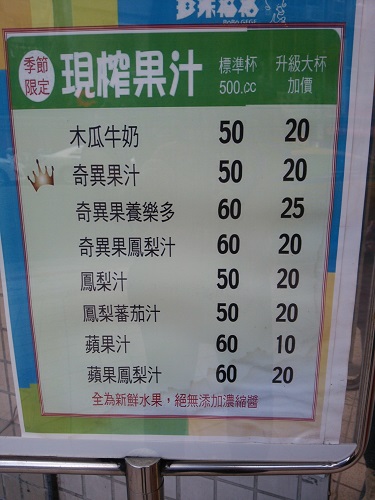 季節
限定
現榨果汁
標準杯
500.cc
升級大杯
加價
木瓜牛奶 50 20
奇異果汁 50 20
奇異果養樂多 60 25
奇異果鳳梨汁 60 20
鳳梨汁 50 20
鳳梨蕃茄汁 50 20
蘋果汁 60 10
蘋果鳳梨汁 60 20
全為新鮮水果，絕無添加濃縮醬